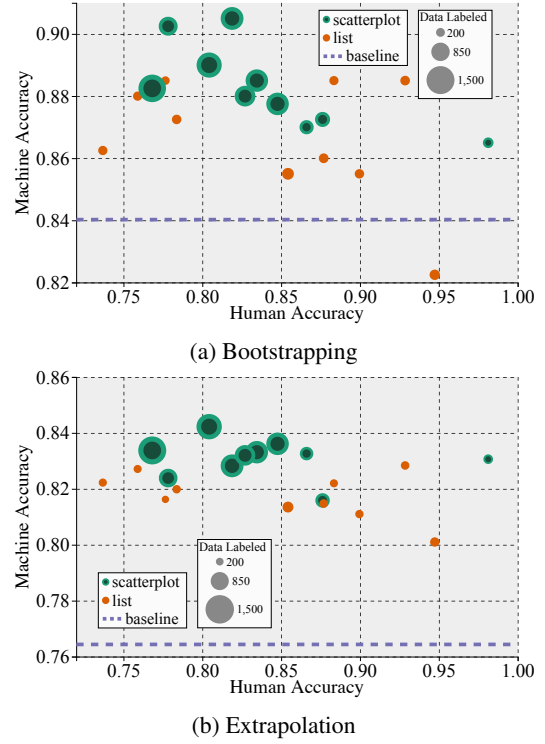 0.90
0.88
0.86
0.84
0.82
Machine Accuracy
scatterplot
list
baseline
Data Labeled
200
850
1,500
0.75 0.80 0.85 0.90 0.95 1.00
Human Accuracy
(a) Bootstrapping
0.86
0.84
0.82
0.80
0.78
0.76
Machine Accuracy
scatterplot
list
baseline
Data Labeled
200
850
1,500
0.75 0.80 0.85 0.90 0.95 1.00
Human Accuracy
(b) Extrapolation